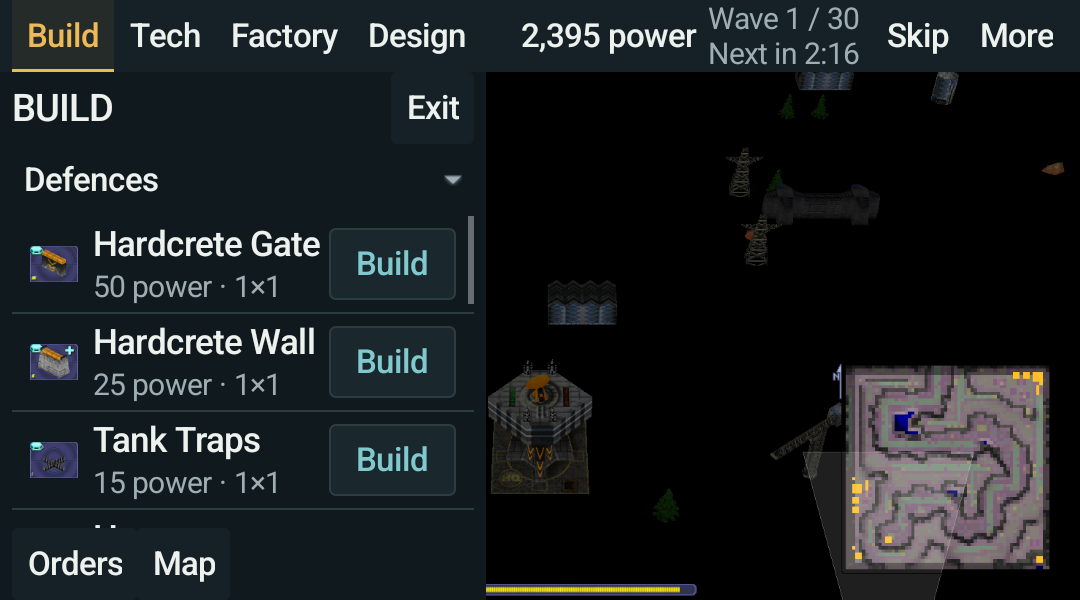 Build Tech Factory Design 2,395 power Wave 1 / 30 Next in 2:16 Skip More
BUILD
Exit
Defences
Hardcrete Gate
50 power · 1×1
Build
Hardcrete Wall
25 power · 1×1
Build
Tank Traps
15 power · 1×1
Build
Orders Map
N